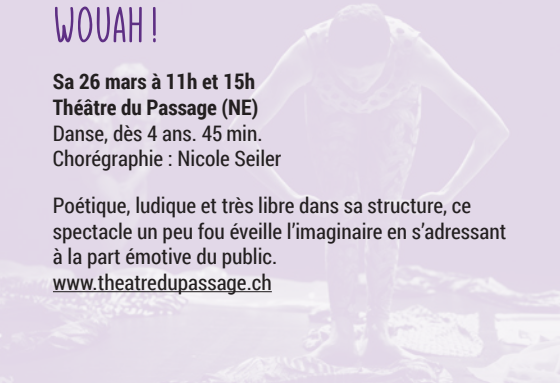 WOUAH !
Sa 26 mars à 11h et 15h
Théâtre du Passage (NE)
Danse, dès 4 ans. 45 min.
Chorégraphie : Nicole Seiler
Poétique, ludique et très libre dans sa structure, ce
spectacle un peu fou éveille l’imaginaire en s’adressant
à la part émotive du public.
www.theatredupassage.ch